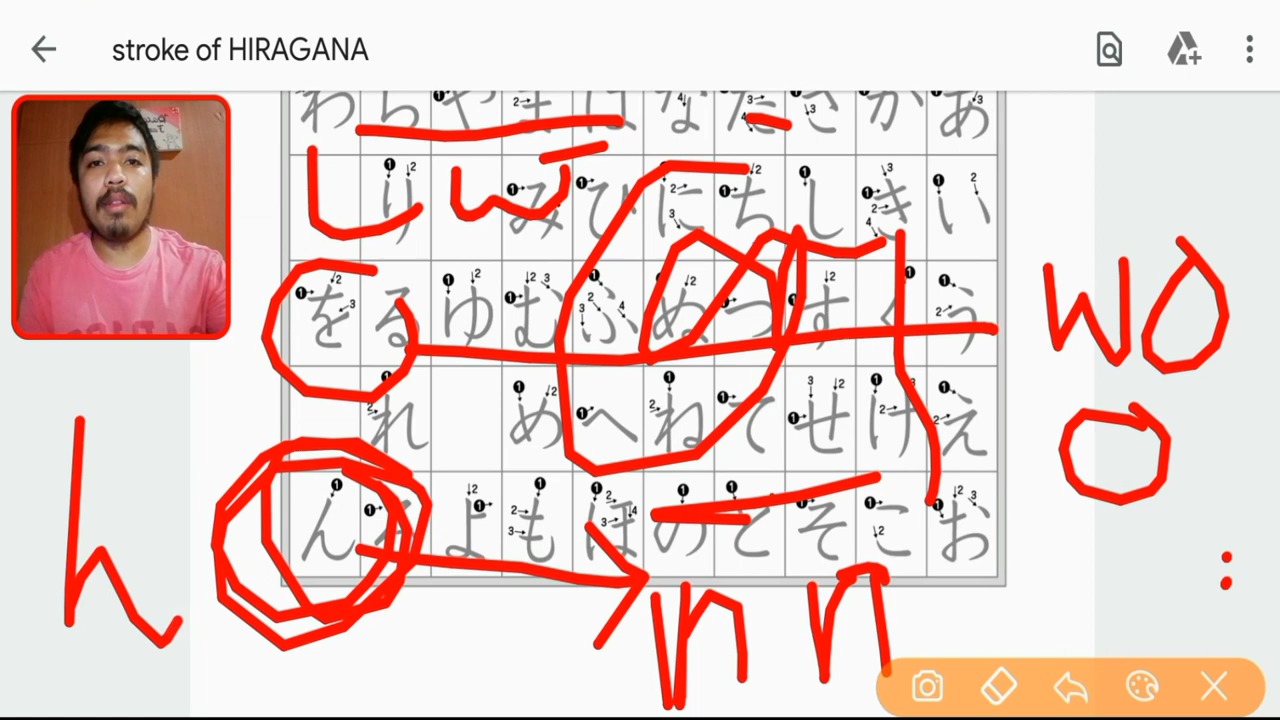 stroke of HIRAGANA
わ ら や ま は な た さ か あ
り み ひ に ち し き い
を る ゆ む ふ ぬ つ す く う
wo
れ め へ ね て せ け え
o
h
ん よ も ほ の と そ こ お
n n